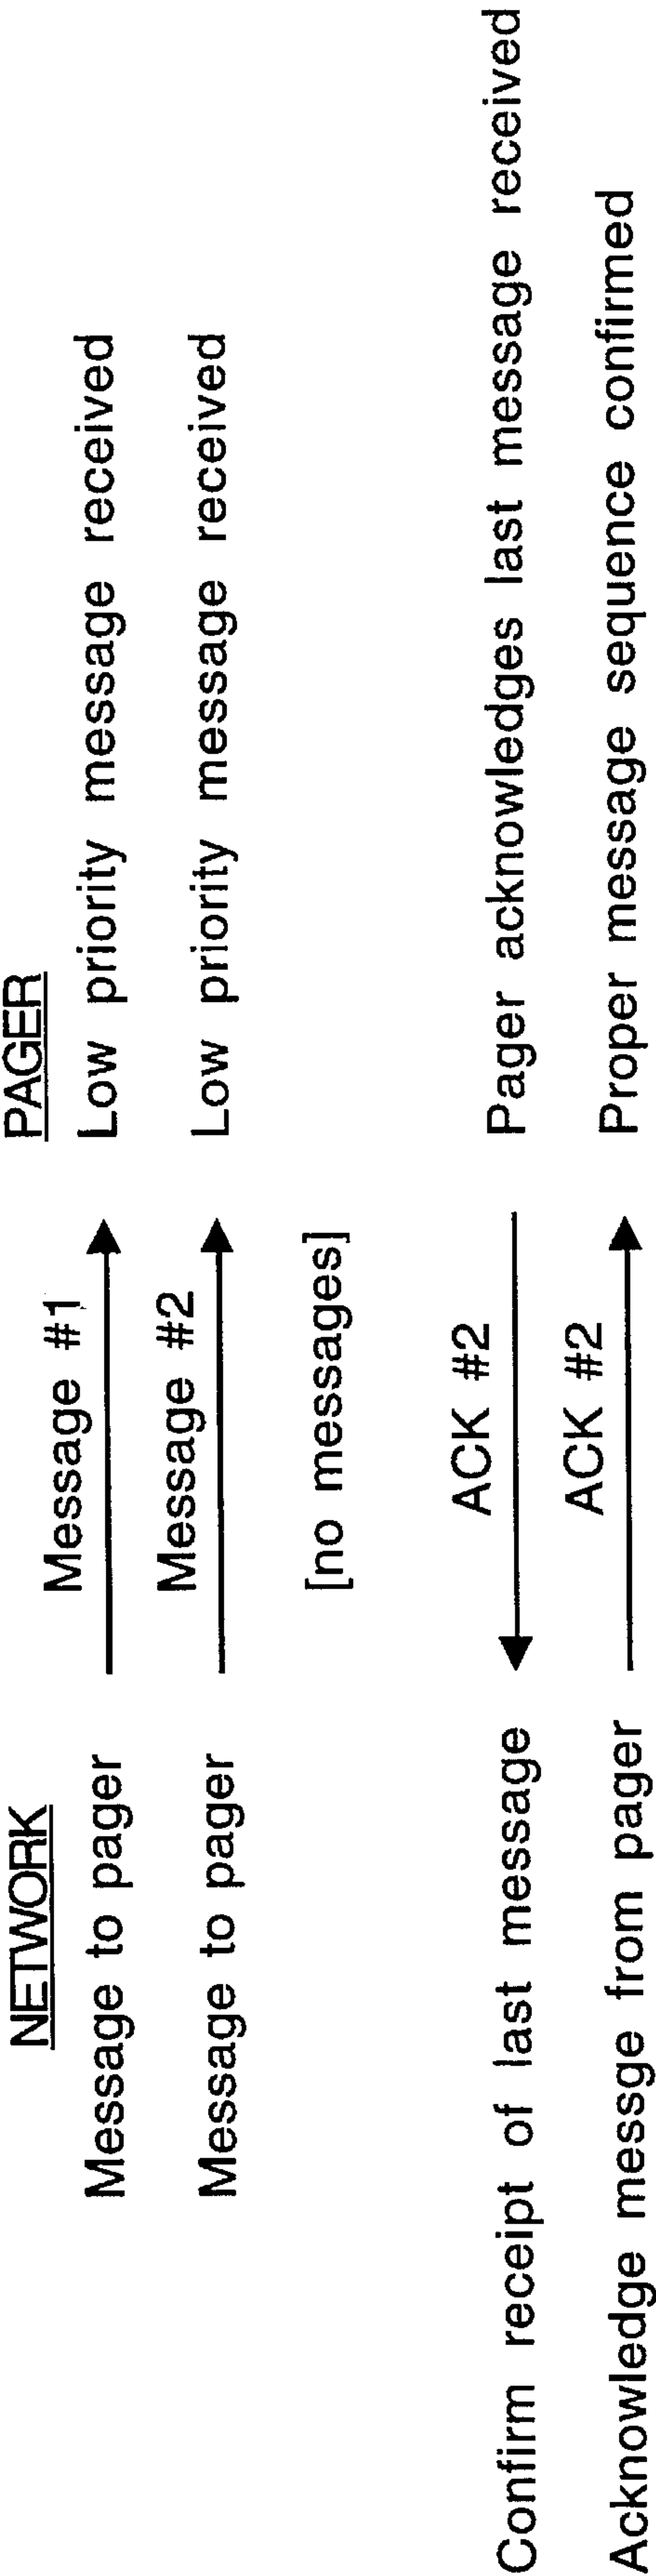 NETWORK PAGER
Message to pager Message #1 Low priority message received
Message to pager Message #2 Low priority message received
[no messages]
Confirm receipt of last message ACK #2 Pager acknowledges last message received
Acknowledge messge from pager ACK #2 Proper message sequence confirmed